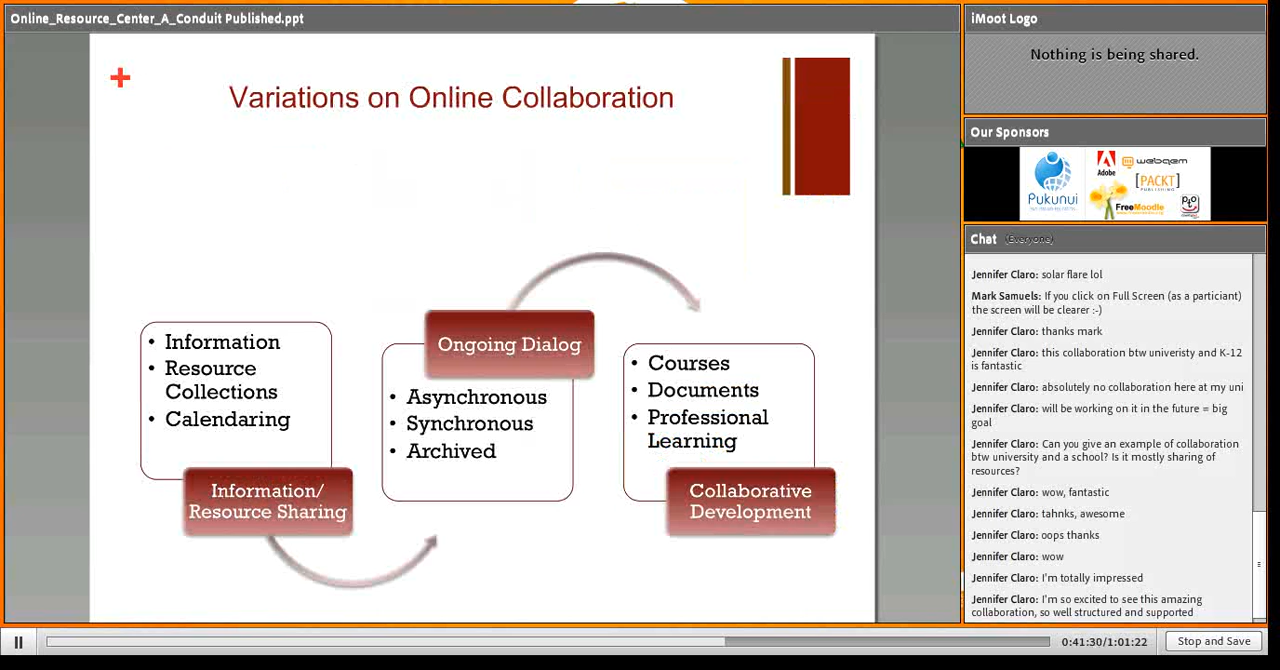 Online_Resource_Center_A_Conduit Published.ppt
Variations on Online Collaboration
• Information
• Resource
Collections
• Calendaring
Information/
Resource Sharing
Ongoing Dialog
• Asynchronous
• Synchronous
• Archived
• Courses
• Documents
• Professional
Learning
Collaborative
Development
iMoot Logo
Nothing is being shared.
Our Sponsors
Pukunui
Adobe
webqem
[PACKT]
PUBLISHING
FreeMoodle
Chat (Everyone)
Jennifer Claro: solar flare lol
Mark Samuels: If you click on Full Screen (as a particiant)
the screen will be clearer :-)
Jennifer Claro: thanks mark
Jennifer Claro: this collaboration btw univeristy and K-12
is fantastic
Jennifer Claro: absolutely no collaboration here at my uni
Jennifer Claro: will be working on it in the future = big
goal
Jennifer Claro: Can you give an example of collaboration
btw university and a school? Is it mostly sharing of
resources?
Jennifer Claro: wow, fantastic
Jennifer Claro: tahnks, awesome
Jennifer Claro: oops thanks
Jennifer Claro: wow
Jennifer Claro: I'm totally impressed
Jennifer Claro: I'm so excited to see this amazing
collaboration, so well structured and supported
0:41:30/1:01:22
Stop and Save